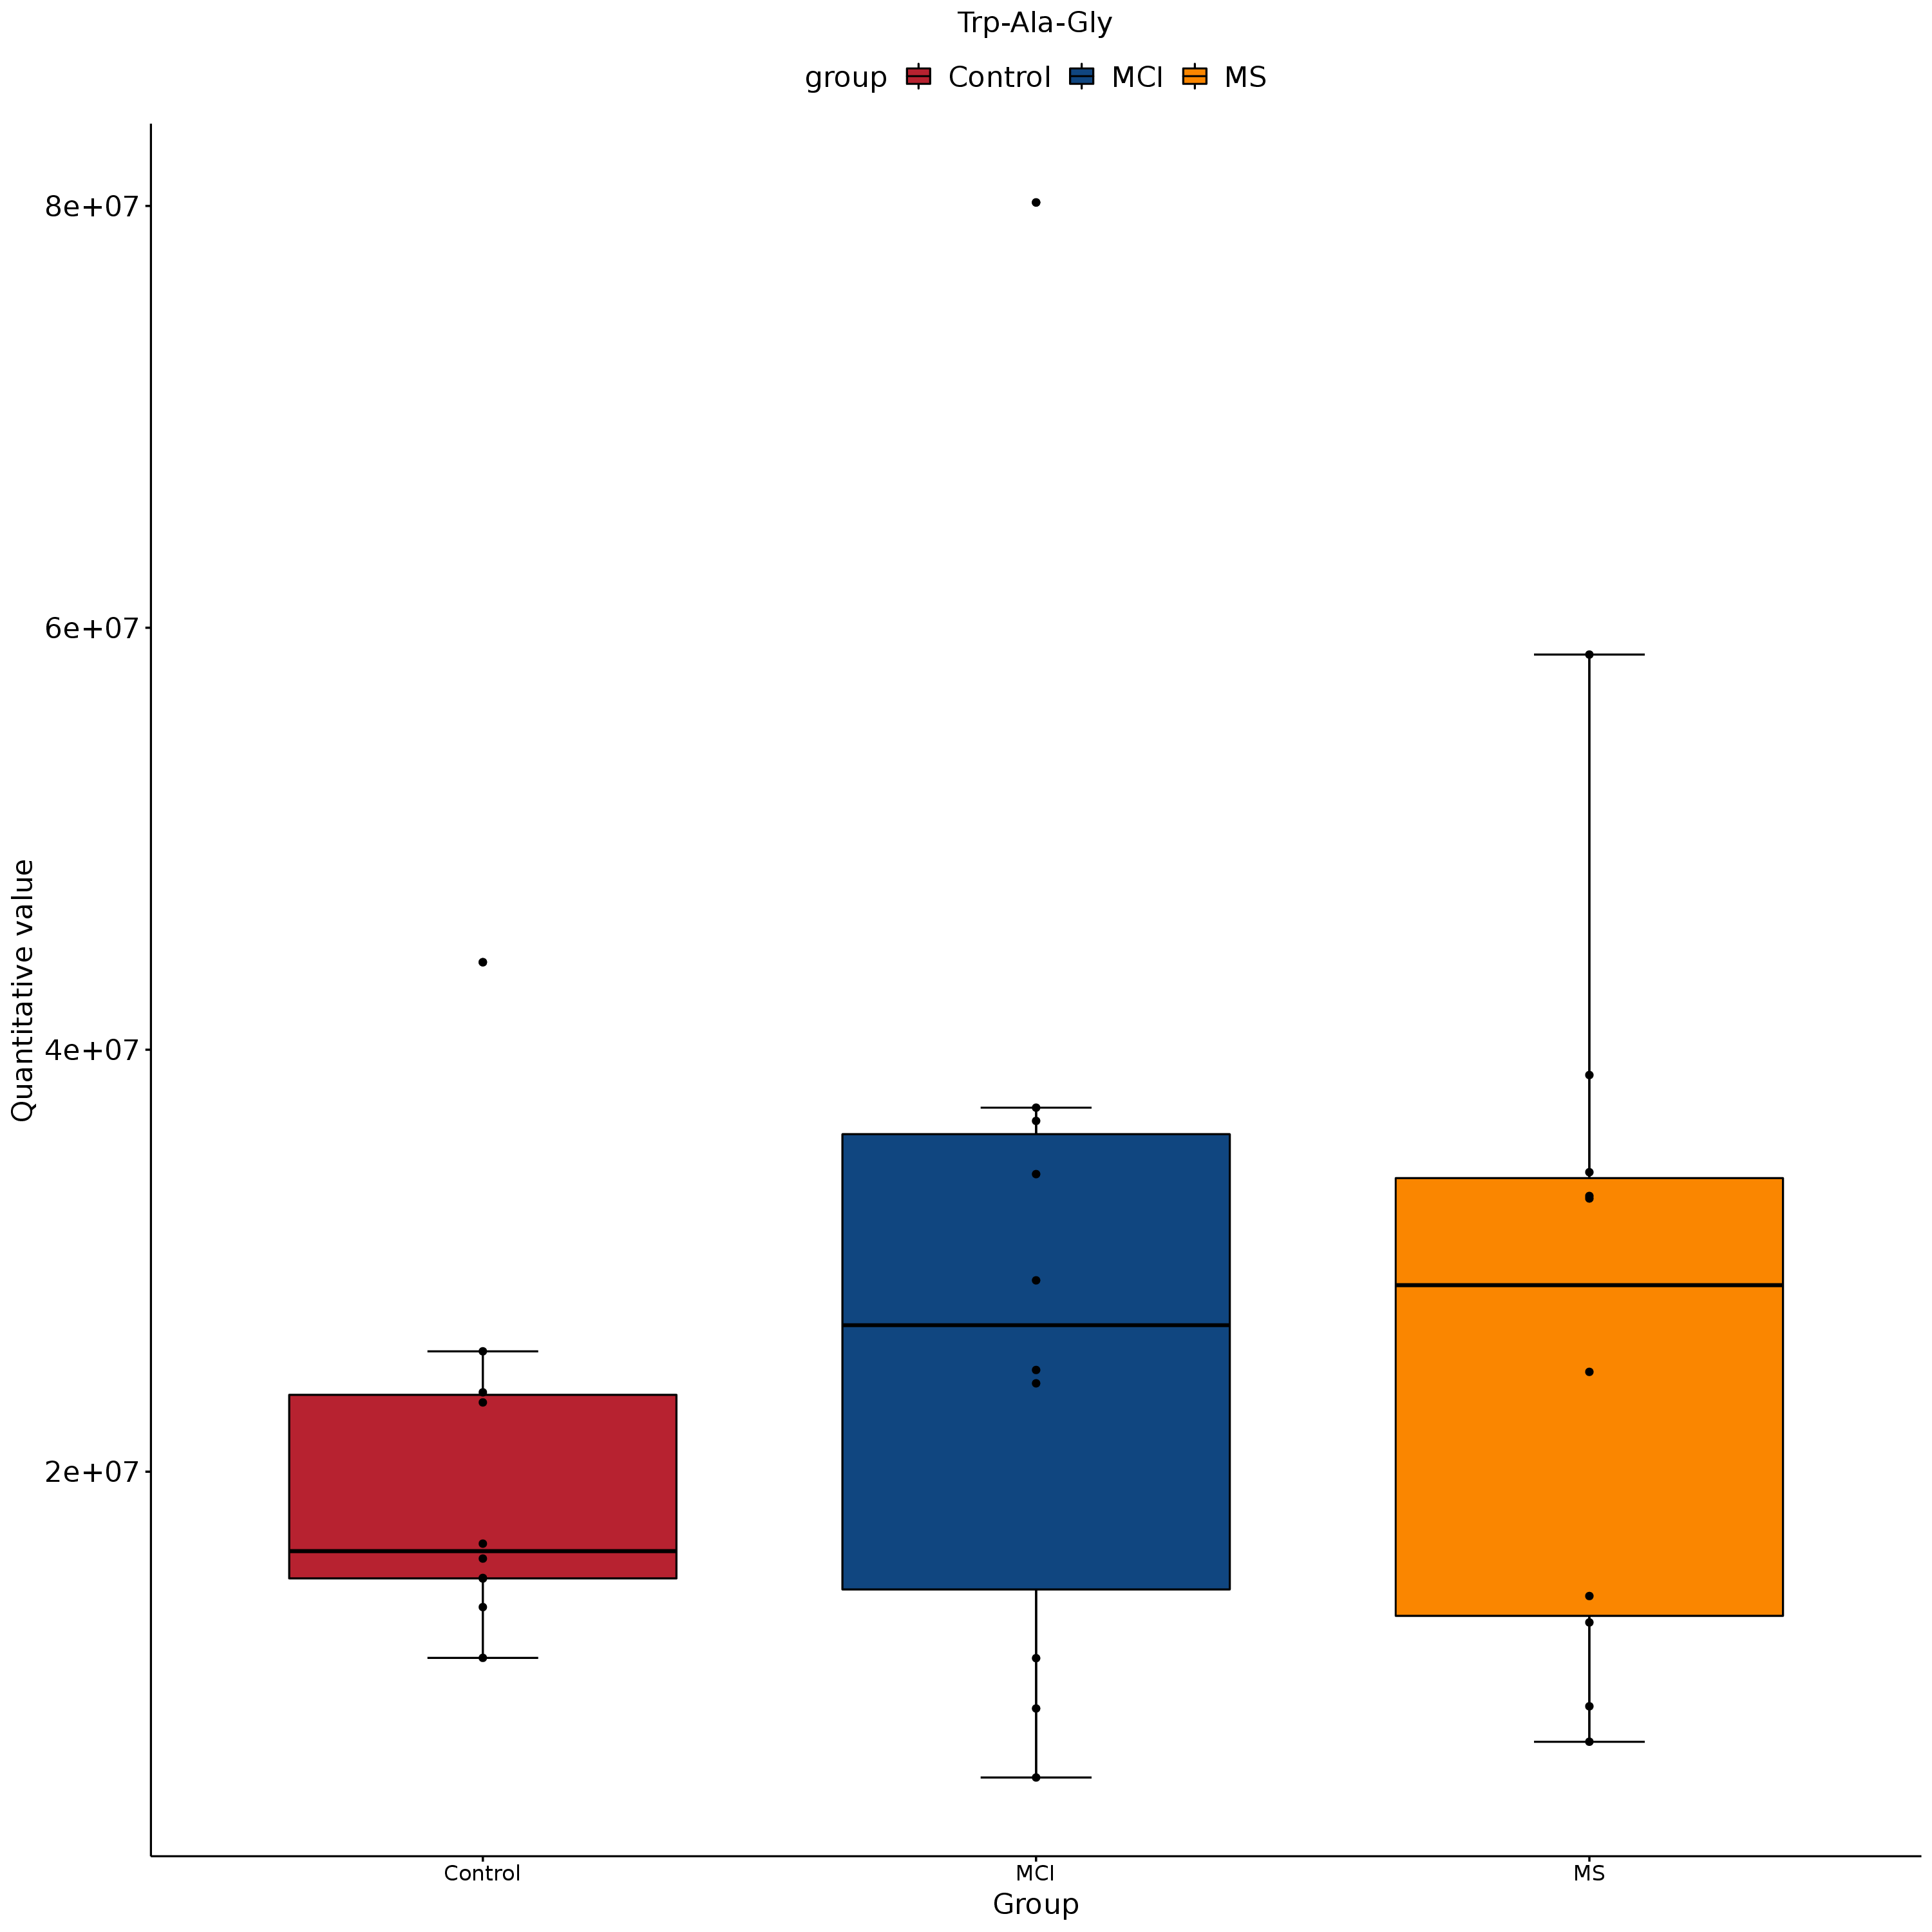 Trp-Ala-Gly
group Control MCI MS
8e+07
6e+07
4e+07
2e+07
Quantitative value
Control MCI MS
Group